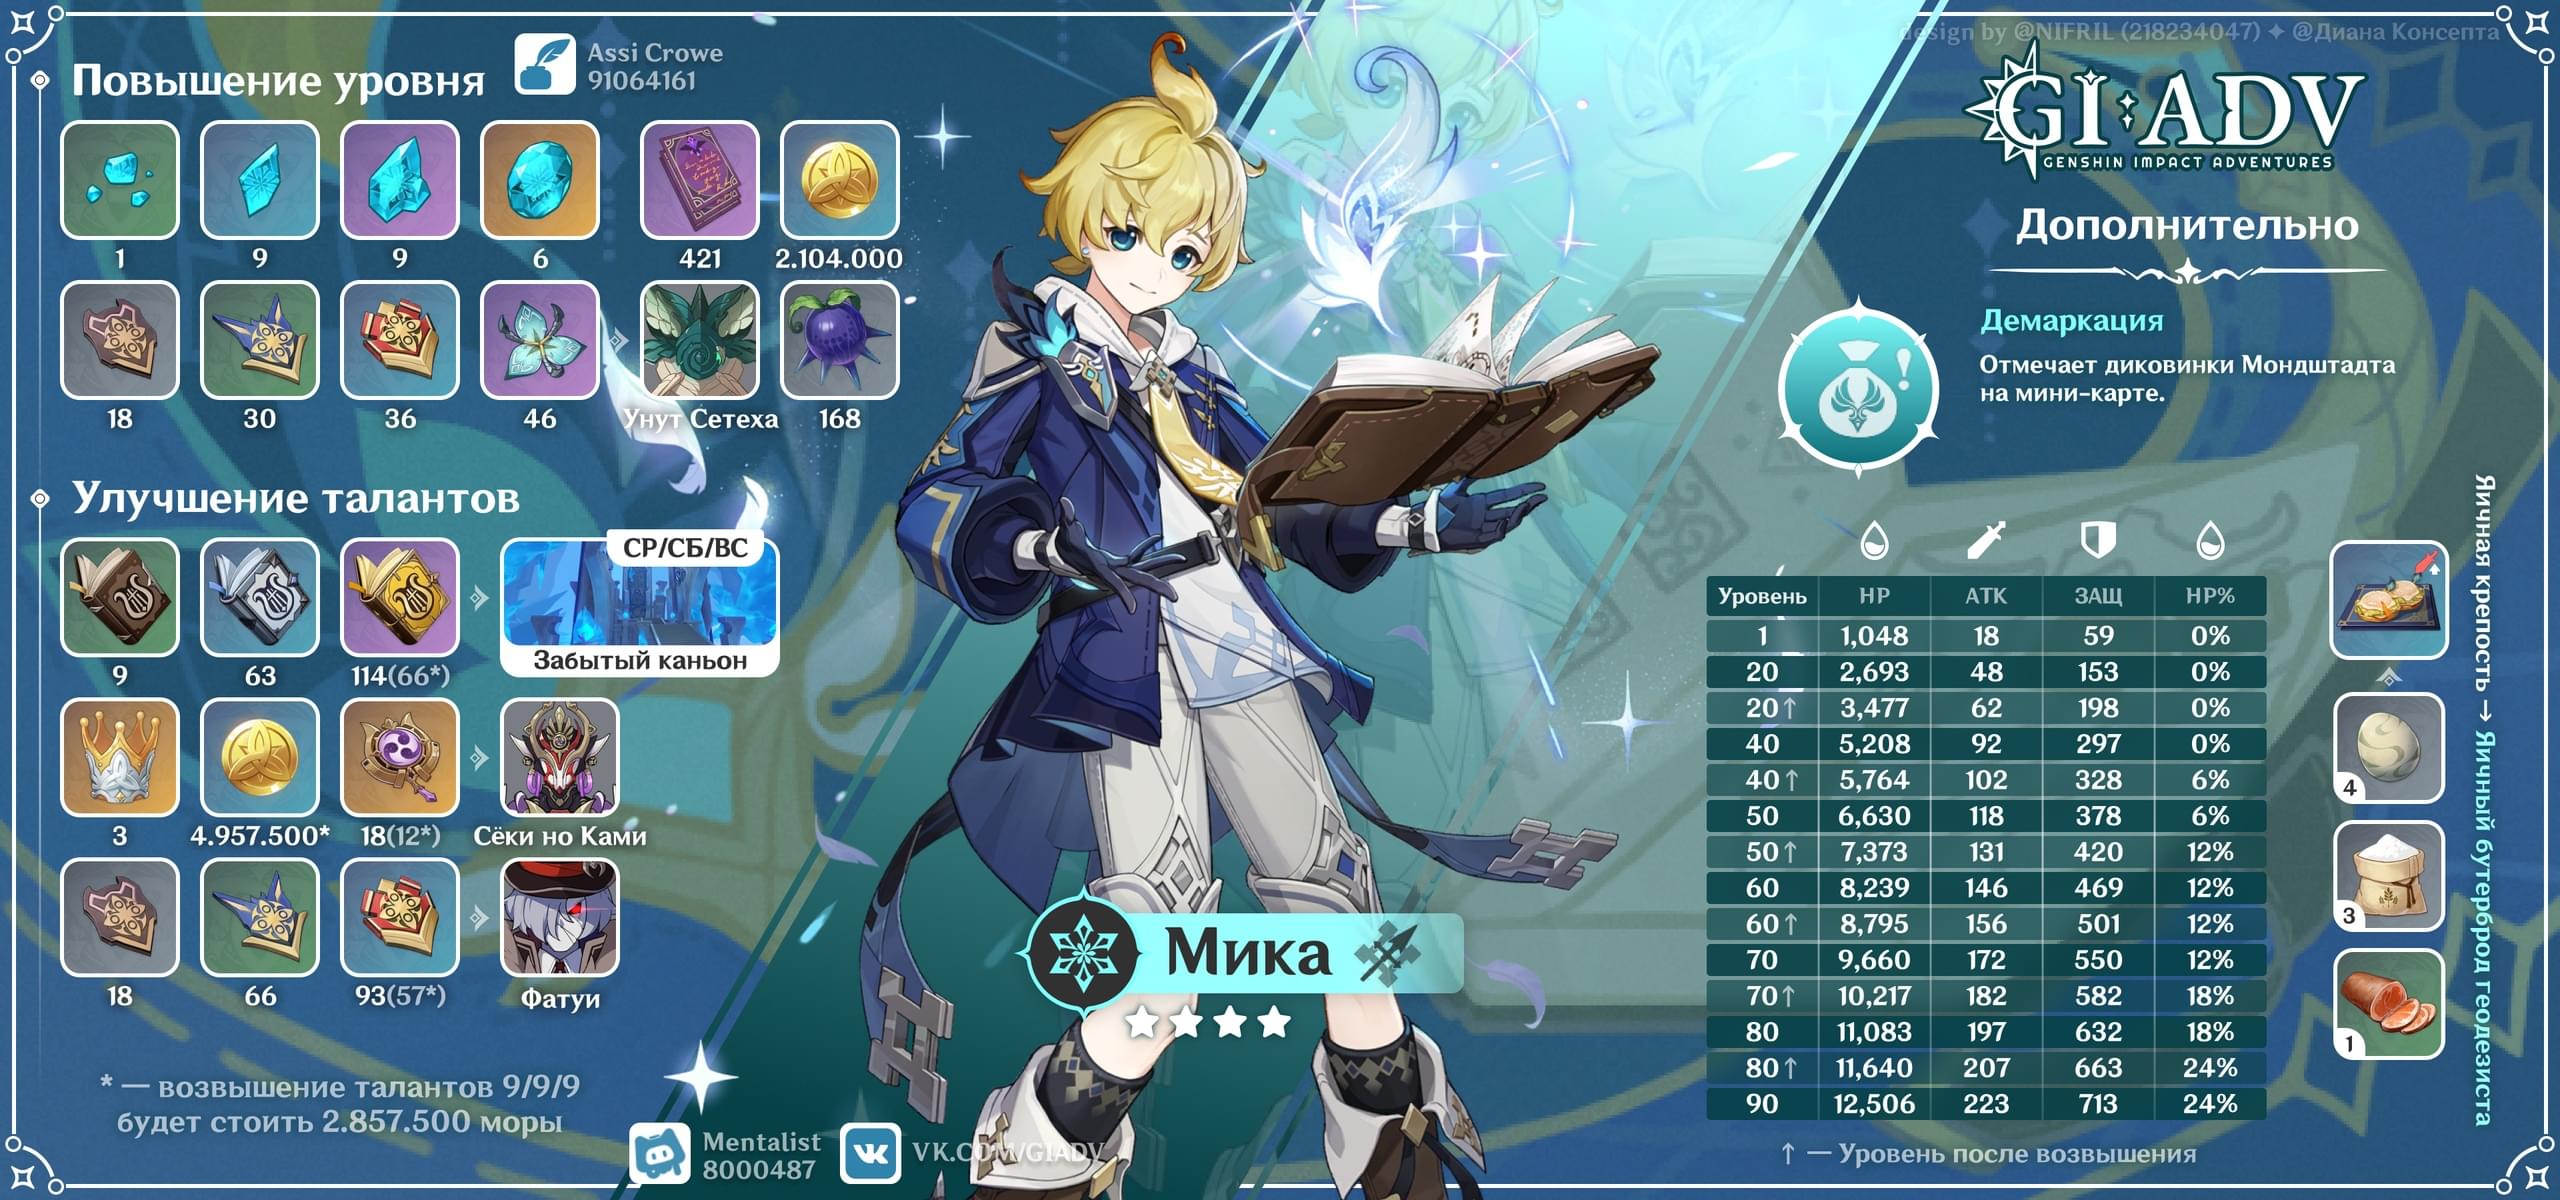 Повышение уровня
Assi Crowe
91064161
1 9 9 6 421 2.104.000
18 30 36 46 Унут Сетеха 168
Улучшение талантов
СР/СБ/ВС
Забытый каньон
9 63 114(66*)
3 4.957.500* 18(12*) Сёки но Ками
18 66 93(57*) Фатуи
* — возвышение талантов 9/9/9
будет стоить 2.857.500 моры
Mentalist
8000487
VK.COM/GIADV
Мика
design by @NIFRIL (218234047) ✦ @Диана Консепта
GI ADV
GENSHIN IMPACT ADVENTURES
Дополнительно
Демаркация
Отмечает диковинки Мондштадта
на мини-карте.
Уровень HP АТК ЗАЩ HP%
1 1,048 18 59 0%
20 2,693 48 153 0%
20↑ 3,477 62 198 0%
40 5,208 92 297 0%
40↑ 5,764 102 328 6%
50 6,630 118 378 6%
50↑ 7,373 131 420 12%
60 8,239 146 469 12%
60↑ 8,795 156 501 12%
70 9,660 172 550 12%
70↑ 10,217 182 582 18%
80 11,083 197 632 18%
80↑ 11,640 207 663 24%
90 12,506 223 713 24%
↑ — Уровень после возвышения
4
3
1
Яичная крепость → Яичный бутерброд геодезиста